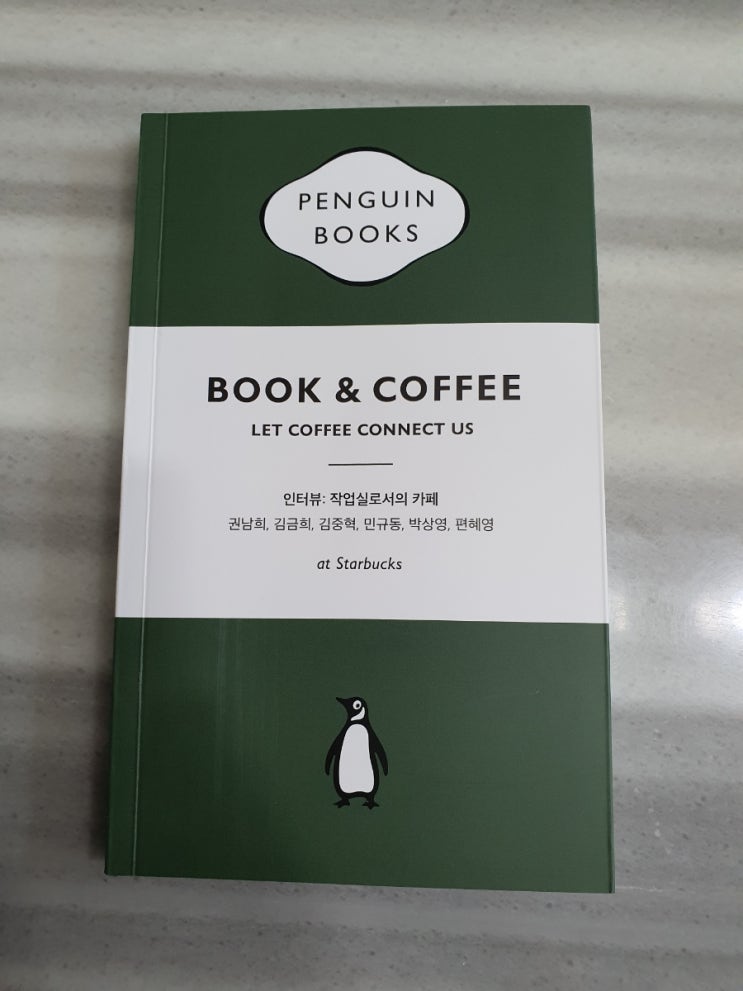 PENGUIN
BOOKS
BOOK & COFFEE
LET COFFEE CONNECT US
인터뷰: 작업실로서의 카페
권남희, 김금희, 김중혁, 민규동, 박상영, 편혜영
at Starbucks